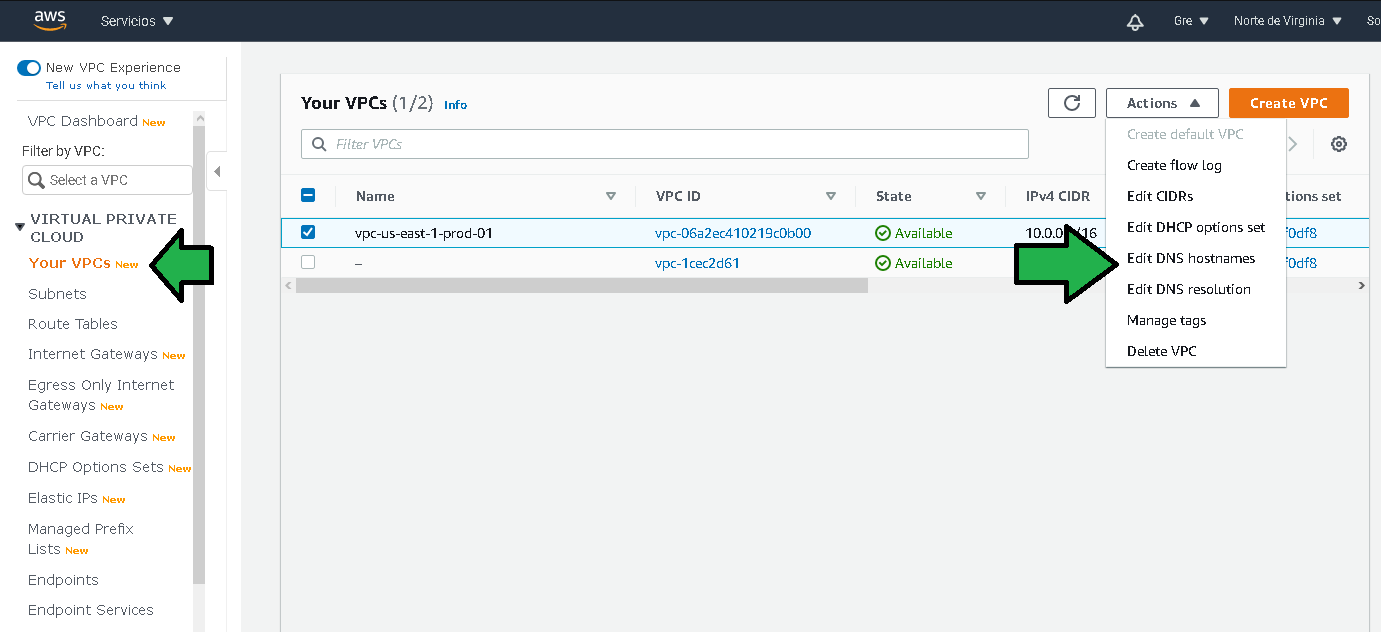 aws
Servicios
Gre
Norte de Virginia
So
New VPC Experience
Tell us what you think
VPC Dashboard New
Filter by VPC:
Select a VPC
VIRTUAL PRIVATE
CLOUD
Your VPCs New
Subnets
Route Tables
Internet Gateways New
Egress Only Internet
Gateways New
Carrier Gateways New
DHCP Options Sets New
Elastic IPs New
Managed Prefix
Lists New
Endpoints
Endpoint Services
Your VPCs (1/2) Info
Actions
Create VPC
Filter VPCs
Name
VPC ID
State
IPv4 CIDR
tions set
vpc-us-east-1-prod-01
vpc-06a2ec410219c0b00
Available
10.0.0
/16
f0df8
–
vpc-1cec2d61
Available
f0df8
Create default VPC
Create flow log
Edit CIDRs
Edit DHCP options set
Edit DNS hostnames
Edit DNS resolution
Manage tags
Delete VPC